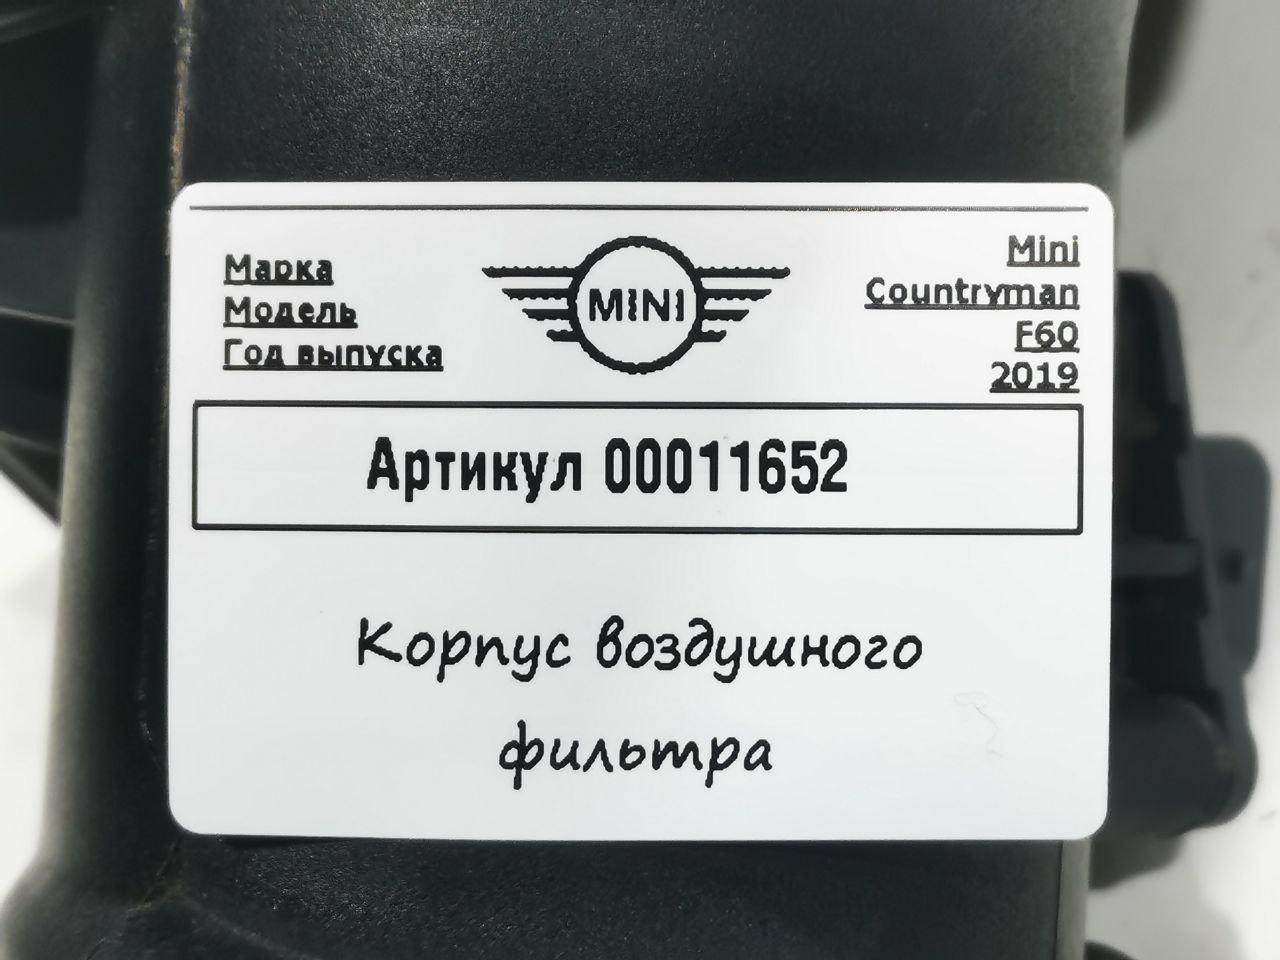 Марка
Модель
Год выпуска
MINI
Mini
Countryman
F60
2019
Артикул 00011652
Корпус воздушного
фильтра